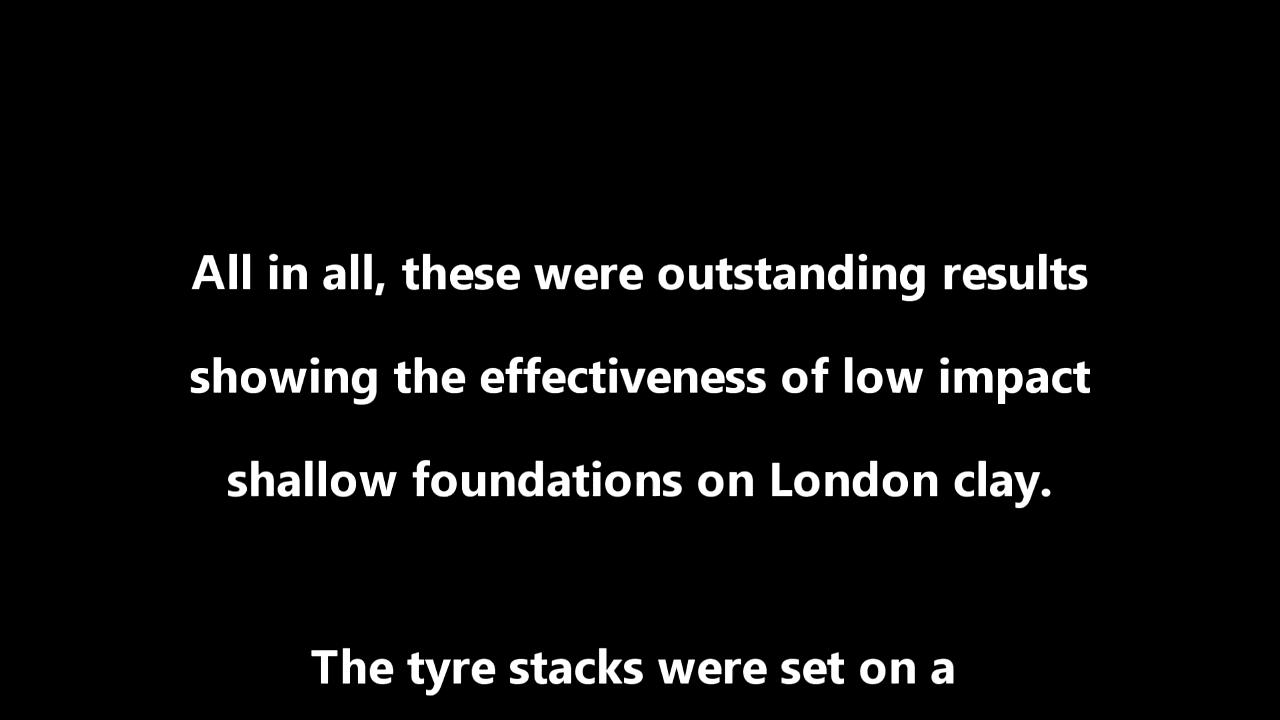 All in all, these were outstanding results
showing the effectiveness of low impact
shallow foundations on London clay.
The tyre stacks were set on a